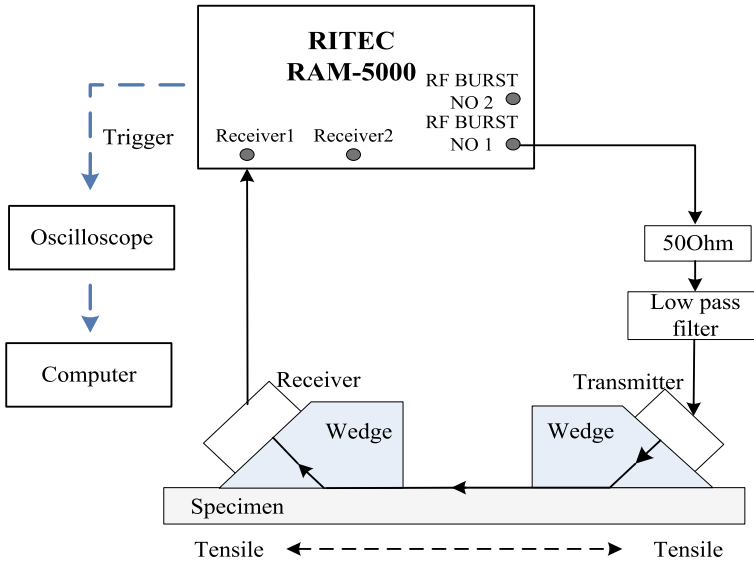 RITEC
RAM-5000
RF BURST
NO 2
RF BURST
NO 1
Trigger
Receiver1
Receiver2
Oscilloscope
50Ohm
Low pass
filter
Computer
Receiver
Transmitter
Wedge
Wedge
Specimen
Tensile
Tensile